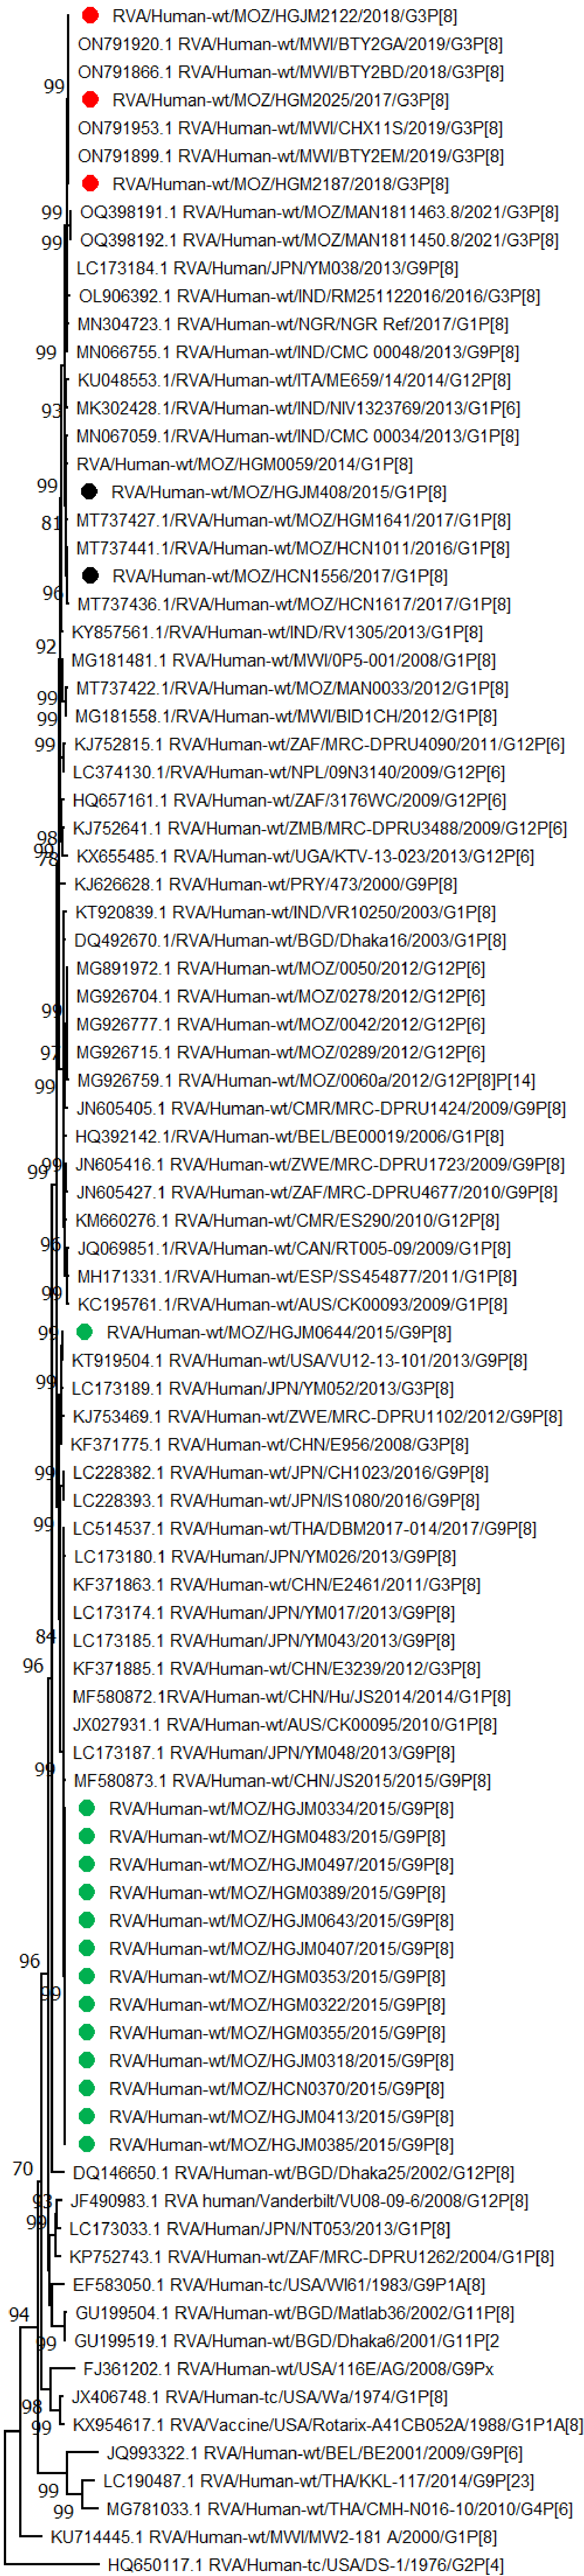 RVA/Human-wt/MOZ/HGJM2122/2018/G3P[8]
ON791920.1 RVA/Human-wt/MWI/BTY2GA/2019/G3P[8]
ON791866.1 RVA/Human-wt/MWI/BTY2BD/2018/G3P[8]
99
RVA/Human-wt/MOZ/HGM2025/2017/G3P[8]
ON791953.1 RVA/Human-wt/MWI/CHX11S/2019/G3P[8]
ON791899.1 RVA/Human-wt/MWI/BTY2EM/2019/G3P[8]
RVA/Human-wt/MOZ/HGM2187/2018/G3P[8]
99 OQ398191.1 RVA/Human-wt/MOZ/MAN1811463.8/2021/G3P[8]
99 OQ398192.1 RVA/Human-wt/MOZ/MAN1811450.8/2021/G3P[8]
LC173184.1 RVA/Human/JPN/YM038/2013/G9P[8]
OL906392.1 RVA/Human-wt/IND/RM251122016/2016/G3P[8]
MN304723.1 RVA/Human-wt/NGR/NGR Ref/2017/G1P[8]
99 MN066755.1 RVA/Human-wt/IND/CMC 00048/2013/G9P[8]
KU048553.1/RVA/Human-wt/ITA/ME659/14/2014/G12P[8]
93 MK302428.1/RVA/Human-wt/IND/NIV1323769/2013/G1P[6]
MN067059.1/RVA/Human-wt/IND/CMC 00034/2013/G1P[8]
RVA/Human-wt/MOZ/HGM0059/2014/G1P[8]
99 RVA/Human-wt/MOZ/HGJM408/2015/G1P[8]
81 MT737427.1/RVA/Human-wt/MOZ/HGM1641/2017/G1P[8]
MT737441.1/RVA/Human-wt/MOZ/HCN1011/2016/G1P[8]
RVA/Human-wt/MOZ/HCN1556/2017/G1P[8]
96 MT737436.1/RVA/Human-wt/MOZ/HCN1617/2017/G1P[8]
KY857561.1/RVA/Human-wt/IND/RV1305/2013/G1P[8]
92
MG181481.1 RVA/Human-wt/MWI/0P5-001/2008/G1P[8]
99 MT737422.1/RVA/Human-wt/MOZ/MAN0033/2012/G1P[8]
99 MG181558.1/RVA/Human-wt/MWI/BID1CH/2012/G1P[8]
99 KJ752815.1 RVA/Human-wt/ZAF/MRC-DPRU4090/2011/G12P[6]
LC374130.1/RVA/Human-wt/NPL/09N3140/2009/G12P[6]
HQ657161.1 RVA/Human-wt/ZAF/3176WC/2009/G12P[6]
98 KJ752641.1 RVA/Human-wt/ZMB/MRC-DPRU3488/2009/G12P[6]
99
78 KX655485.1 RVA/Human-wt/UGA/KTV-13-023/2013/G12P[6]
KJ626628.1 RVA/Human-wt/PRY/473/2000/G9P[8]
KT920839.1 RVA/Human-wt/IND/VR10250/2003/G1P[8]
DQ492670.1/RVA/Human-wt/BGD/Dhaka16/2003/G1P[8]
MG891972.1 RVA/Human-wt/MOZ/0050/2012/G12P[6]
MG926704.1 RVA/Human-wt/MOZ/0278/2012/G12P[6]
99
MG926777.1 RVA/Human-wt/MOZ/0042/2012/G12P[6]
97 MG926715.1 RVA/Human-wt/MOZ/0289/2012/G12P[6]
99 MG926759.1 RVA/Human-wt/MOZ/0060a/2012/G12P[8]P[14]
JN605405.1 RVA/Human-wt/CMR/MRC-DPRU1424/2009/G9P[8]
HQ392142.1/RVA/Human-wt/BEL/BE00019/2006/G1P[8]
99 99 JN605416.1 RVA/Human-wt/ZWE/MRC-DPRU1723/2009/G9P[8]
JN605427.1 RVA/Human-wt/ZAF/MRC-DPRU4677/2010/G9P[8]
KM660276.1 RVA/Human-wt/CMR/ES290/2010/G12P[8]
96 JQ069851.1/RVA/Human-wt/CAN/RT005-09/2009/G1P[8]
MH171331.1/RVA/Human-wt/ESP/SS454877/2011/G1P[8]
99 KC195761.1/RVA/Human-wt/AUS/CK00093/2009/G1P[8]
99 RVA/Human-wt/MOZ/HGJM0644/2015/G9P[8]
KT919504.1 RVA/Human-wt/USA/VU12-13-101/2013/G9P[8]
99 LC173189.1 RVA/Human/JPN/YM052/2013/G3P[8]
KJ753469.1 RVA/Human-wt/ZWE/MRC-DPRU1102/2012/G9P[8]
KF371775.1 RVA/Human-wt/CHN/E956/2008/G3P[8]
99 LC228382.1 RVA/Human-wt/JPN/CH1023/2016/G9P[8]
LC228393.1 RVA/Human-wt/JPN/IS1080/2016/G9P[8]
99 LC514537.1 RVA/Human-wt/THA/DBM2017-014/2017/G9P[8]
LC173180.1 RVA/Human/JPN/YM026/2013/G9P[8]
KF371863.1 RVA/Human-wt/CHN/E2461/2011/G3P[8]
LC173174.1 RVA/Human/JPN/YM017/2013/G9P[8]
84 LC173185.1 RVA/Human/JPN/YM043/2013/G9P[8]
96 KF371885.1 RVA/Human-wt/CHN/E3239/2012/G3P[8]
MF580872.1RVA/Human-wt/CHN/Hu/JS2014/2014/G1P[8]
JX027931.1 RVA/Human-wt/AUS/CK00095/2010/G1P[8]
LC173187.1 RVA/Human/JPN/YM048/2013/G9P[8]
99 MF580873.1 RVA/Human-wt/CHN/JS2015/2015/G9P[8]
RVA/Human-wt/MOZ/HGJM0334/2015/G9P[8]
RVA/Human-wt/MOZ/HGM0483/2015/G9P[8]
RVA/Human-wt/MOZ/HGJM0497/2015/G9P[8]
RVA/Human-wt/MOZ/HGM0389/2015/G9P[8]
RVA/Human-wt/MOZ/HGJM0643/2015/G9P[8]
96 RVA/Human-wt/MOZ/HGJM0407/2015/G9P[8]
RVA/Human-wt/MOZ/HGM0353/2015/G9P[8]
99
RVA/Human-wt/MOZ/HGM0322/2015/G9P[8]
RVA/Human-wt/MOZ/HGM0355/2015/G9P[8]
RVA/Human-wt/MOZ/HGJM0318/2015/G9P[8]
RVA/Human-wt/MOZ/HCN0370/2015/G9P[8]
RVA/Human-wt/MOZ/HGJM0413/2015/G9P[8]
RVA/Human-wt/MOZ/HGJM0385/2015/G9P[8]
70 DQ146650.1 RVA/Human-wt/BGD/Dhaka25/2002/G12P[8]
93 JF490983.1 RVA human/Vanderbilt/VU08-09-6/2008/G12P[8]
99 LC173033.1 RVA/Human/JPN/NT053/2013/G1P[8]
KP752743.1 RVA/Human-wt/ZAF/MRC-DPRU1262/2004/G1P[8]
EF583050.1 RVA/Human-tc/USA/WI61/1983/G9P1A[8]
94 GU199504.1 RVA/Human-wt/BGD/Matlab36/2002/G11P[8]
99 GU199519.1 RVA/Human-wt/BGD/Dhaka6/2001/G11P[2
FJ361202.1 RVA/Human-wt/USA/116E/AG/2008/G9Px
98 JX406748.1 RVA/Human-tc/USA/Wa/1974/G1P[8]
99 KX954617.1 RVA/Vaccine/USA/Rotarix-A41CB052A/1988/G1P1A[8]
JQ993322.1 RVA/Human-wt/BEL/BE2001/2009/G9P[6]
99 LC190487.1 RVA/Human-wt/THA/KKL-117/2014/G9P[23]
99 MG781033.1 RVA/Human-wt/THA/CMH-N016-10/2010/G4P[6]
KU714445.1 RVA/Human-wt/MWI/MW2-181 A/2000/G1P[8]
HQ650117.1 RVA/Human-tc/USA/DS-1/1976/G2P[4]